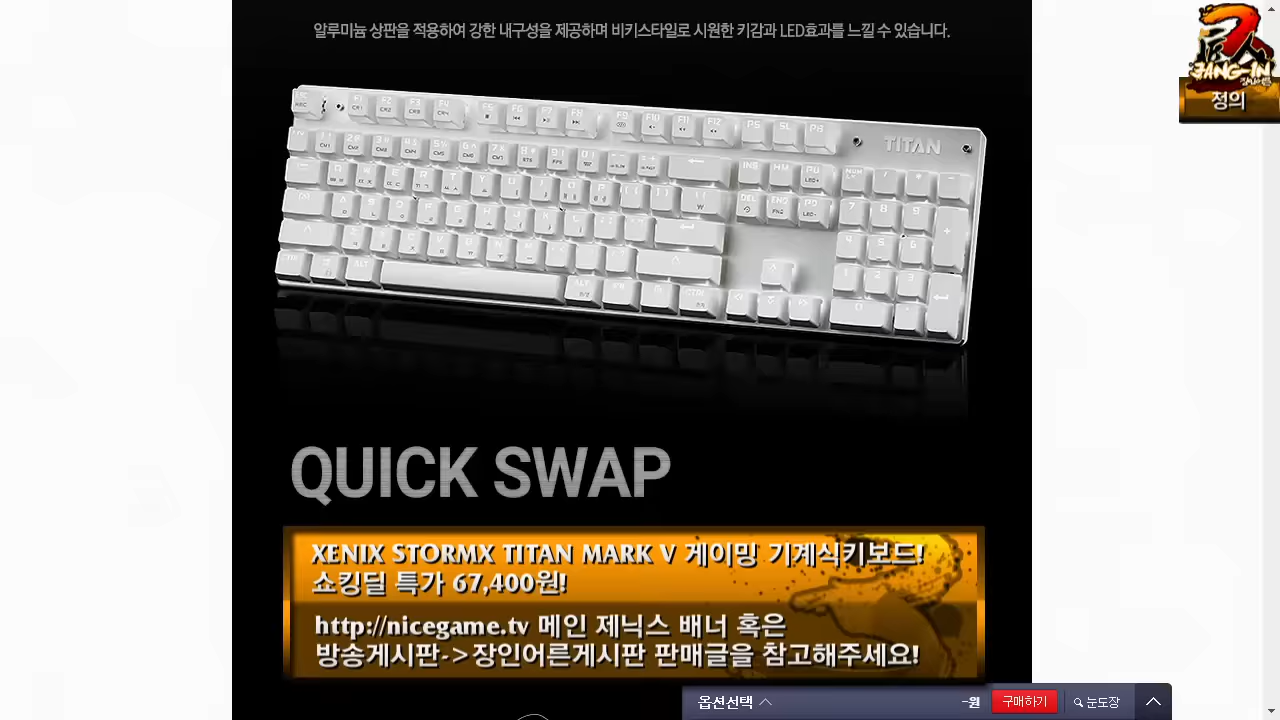 알루미늄 상판을 적용하여 강한 내구성을 제공하며 비키스타일로 시원한 키감과 LED효과를 느낄 수 있습니다.
ZANG-IN
정의
TITAN
QUICK SWAP
XENIX STORMX TITAN MARK V 게이밍 기계식키보드!
쇼킹딜 특가 67,400원!
http://nicegame.tv 메인 제닉스 배너 혹은
방송게시판->장인어른게시판 판매글을 참고해주세요!
옵션선택
-원
구매하기
눈도장